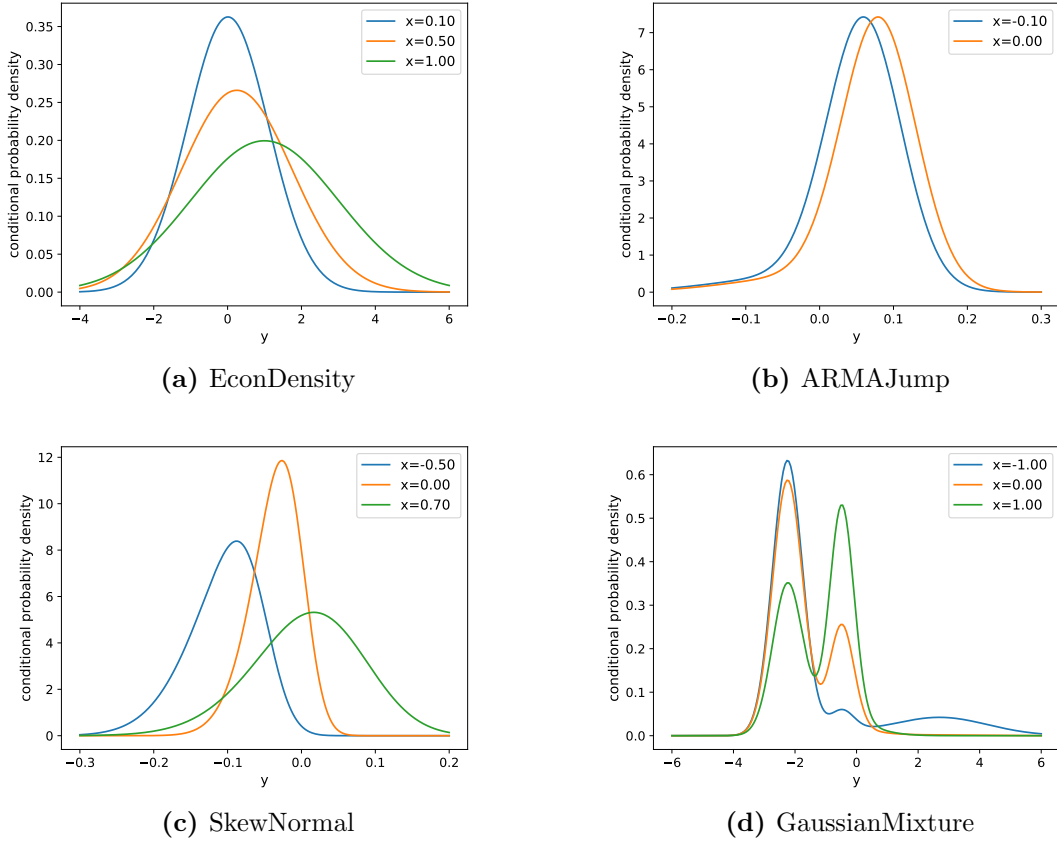 conditional probability density
0.35
0.30
0.25
0.20
0.15
0.10
0.05
0.00
x=0.10
x=0.50
x=1.00
−4 −2 0 2 4 6
y
(a) EconDensity
conditional probability density
7
6
5
4
3
2
1
0
x=-0.10
x=0.00
−0.2 −0.1 0.0 0.1 0.2 0.3
y
(b) ARMAJump
conditional probability density
12
10
8
6
4
2
0
x=-0.50
x=0.00
x=0.70
−0.3 −0.2 −0.1 0.0 0.1 0.2
y
(c) SkewNormal
conditional probability density
0.6
0.5
0.4
0.3
0.2
0.1
0.0
x=-1.00
x=0.00
x=1.00
−6 −4 −2 0 2 4 6
y
(d) GaussianMixture